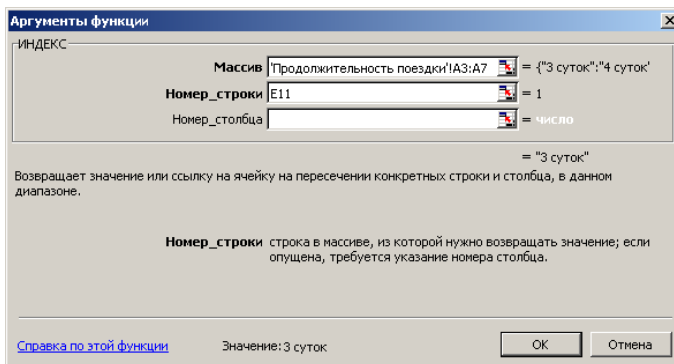 Аргументы функции
ИНДЕКС
Массив 'Продолжительность поездки'!A3:A7 = {"3 суток":"4 суток"
Номер_строки E11 = 1
Номер_столбца = число
= "3 суток"
Возвращает значение или ссылку на ячейку на пересечении конкретных строки и столбца, в данном
диапазоне.
Номер_строки строка в массиве, из которой нужно возвращать значение; если
опущена, требуется указание номера столбца.
Справка по этой функции Значение:3 суток OK Отмена